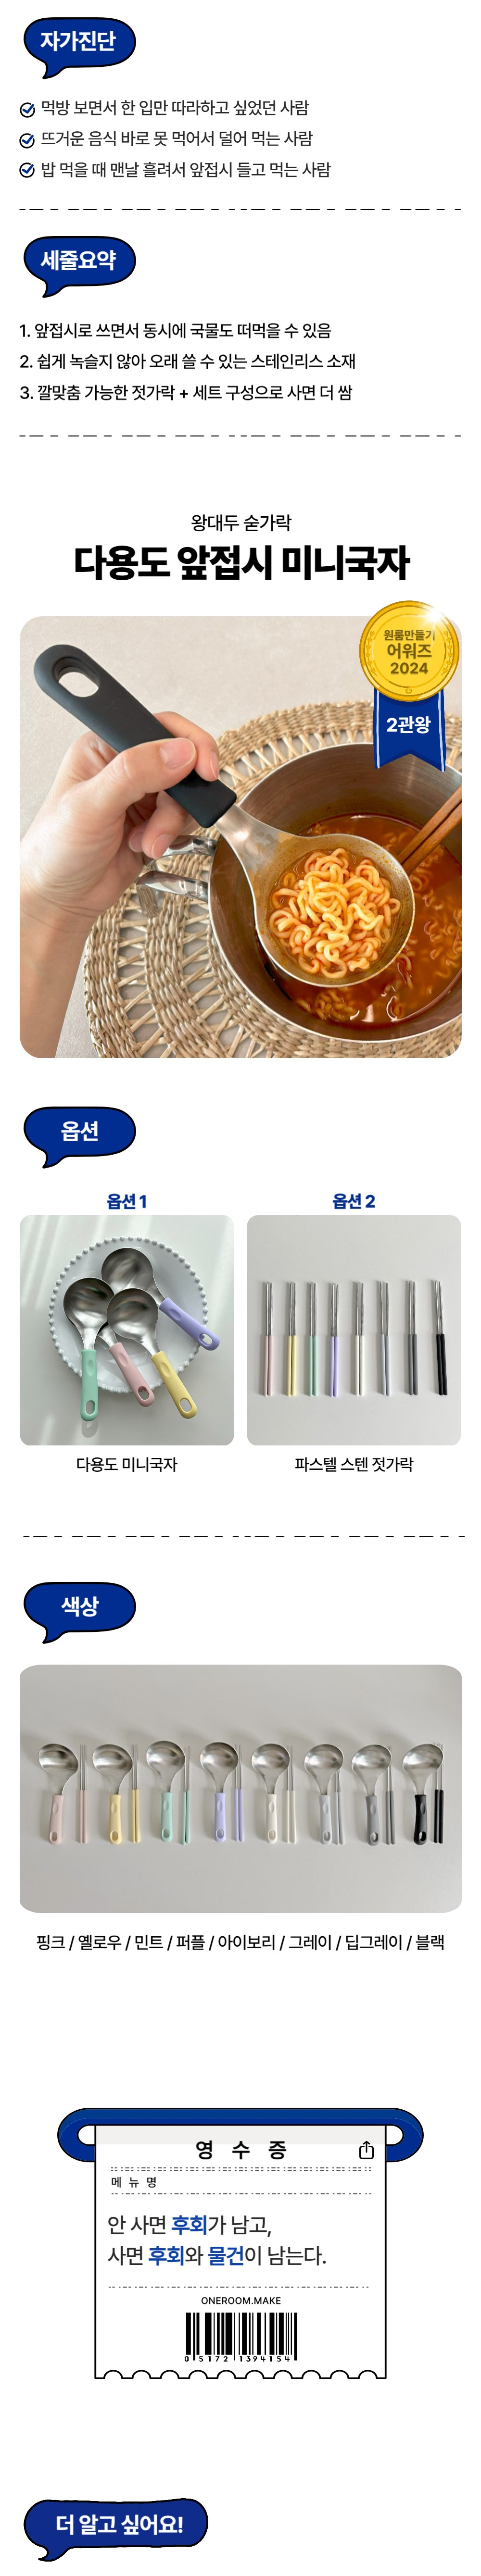 자가진단
먹방 보면서 한 입만 따라하고 싶었던 사람
뜨거운 음식 바로 못 먹어서 덜어 먹는 사람
밥 먹을 때 맨날 흘려서 앞접시 들고 먹는 사람
세줄요약
1. 앞접시로 쓰면서 동시에 국물도 떠먹을 수 있음
2. 쉽게 녹슬지 않아 오래 쓸 수 있는 스테인리스 소재
3. 깔맞춤 가능한 젓가락 + 세트 구성으로 사면 더 쌈
왕대두 숟가락
다용도 앞접시 미니국자
원룸만들기
어워즈
2024
2관왕
옵션
옵션 1
옵션 2
다용도 미니국자
파스텔 스텐 젓가락
색상
핑크 / 옐로우 / 민트 / 퍼플 / 아이보리 / 그레이 / 딥그레이 / 블랙
영 수 증
메 뉴 명
안 사면 후회가 남고,
사면 후회와 물건이 남는다.
ONEROOM.MAKE
0 5172 1394154
더 알고 싶어요!